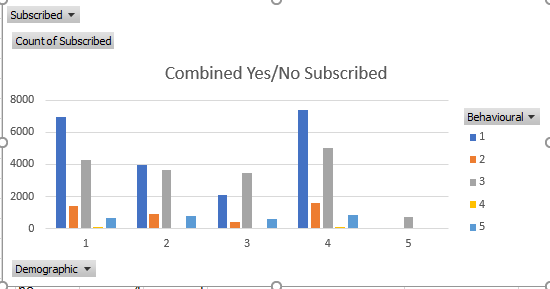 Subscribed
Count of Subscribed
Combined Yes/No Subscribed
8000
6000
4000
2000
0
1 2 3 4 5
Behavioural
1
2
3
4
5
Demographic